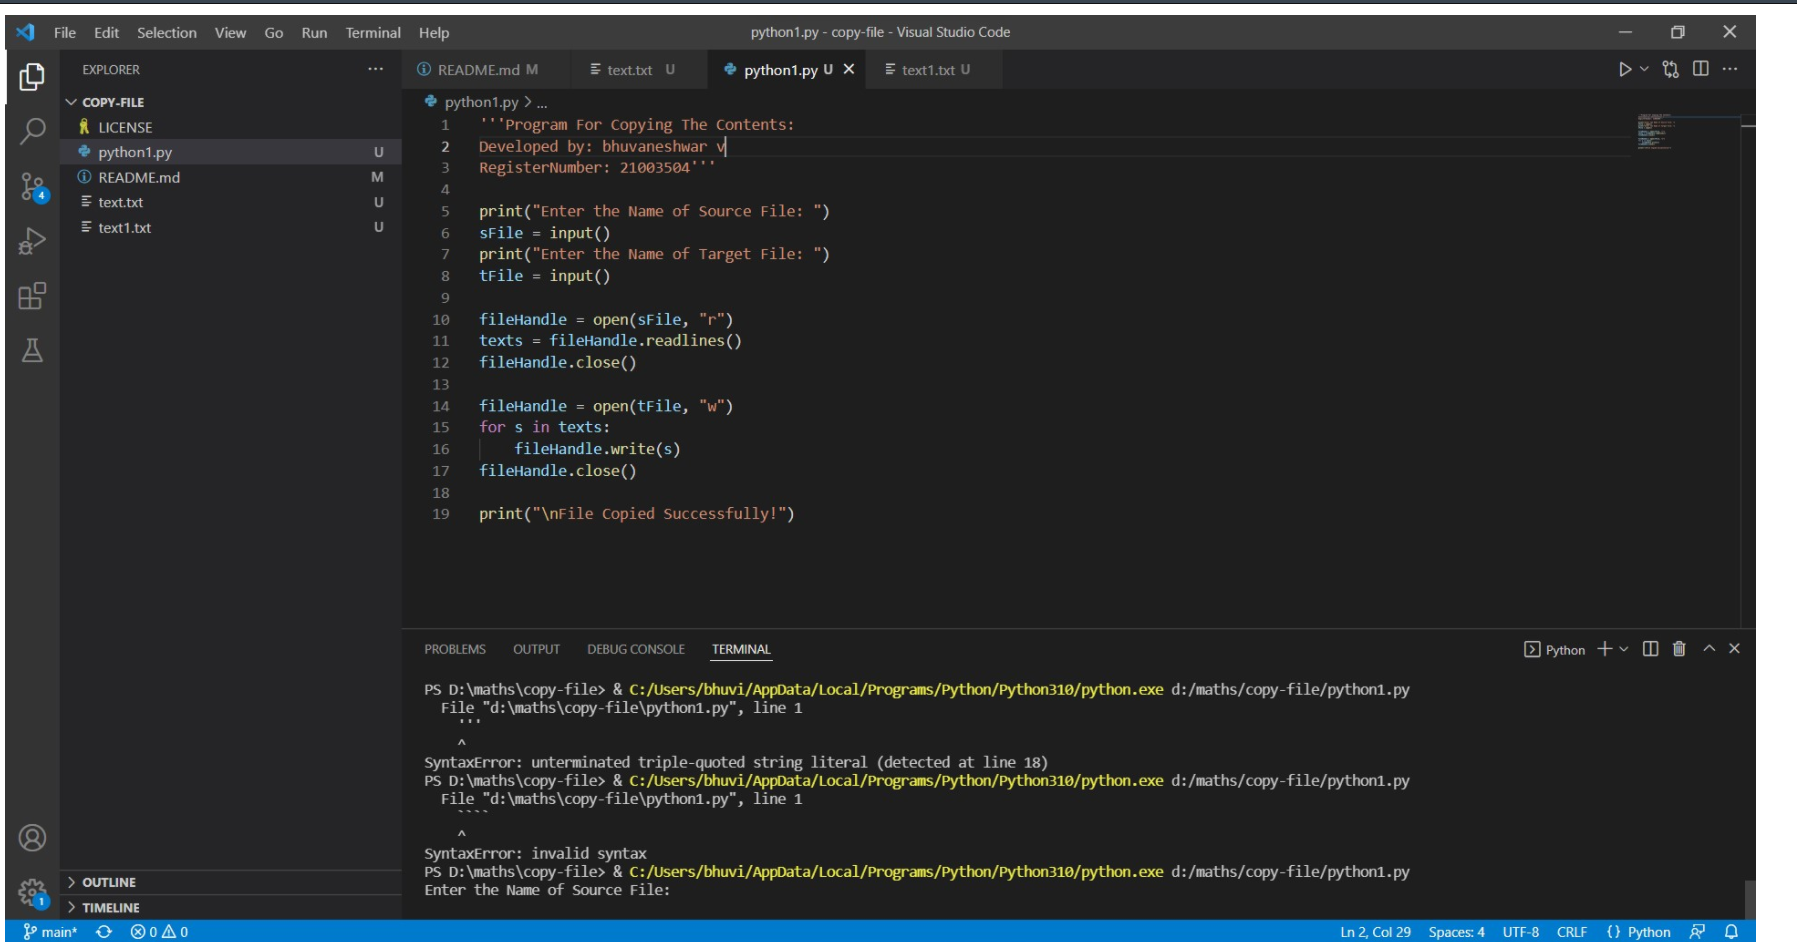 File Edit Selection View Go Run Terminal Help
python1.py - copy-file - Visual Studio Code
EXPLORER
COPY-FILE
LICENSE
python1.py U
README.md M
text.txt U
text1.txt U
OUTLINE
TIMELINE
README.md M text.txt U python1.py U text1.txt U
python1.py > ...
1 '''Program For Copying The Contents:
2 Developed by: bhuvaneshwar v
3 RegisterNumber: 21003504'''
4
5 print("Enter the Name of Source File: ")
6 sFile = input()
7 print("Enter the Name of Target File: ")
8 tFile = input()
9
10 fileHandle = open(sFile, "r")
11 texts = fileHandle.readlines()
12 fileHandle.close()
13
14 fileHandle = open(tFile, "w")
15 for s in texts:
16 fileHandle.write(s)
17 fileHandle.close()
18
19 print("\nFile Copied Successfully!")
PROBLEMS OUTPUT DEBUG CONSOLE TERMINAL
Python
PS D:\maths\copy-file> & C:/Users/bhuvi/AppData/Local/Programs/Python/Python310/python.exe d:/maths/copy-file/python1.py
File "d:\maths\copy-file\python1.py", line 1
'''
^
SyntaxError: unterminated triple-quoted string literal (detected at line 18)
PS D:\maths\copy-file> & C:/Users/bhuvi/AppData/Local/Programs/Python/Python310/python.exe d:/maths/copy-file/python1.py
File "d:\maths\copy-file\python1.py", line 1
````
^
SyntaxError: invalid syntax
PS D:\maths\copy-file> & C:/Users/bhuvi/AppData/Local/Programs/Python/Python310/python.exe d:/maths/copy-file/python1.py
Enter the Name of Source File:
4
1
main* 0 0
Ln 2, Col 29 Spaces: 4 UTF-8 CRLF {} Python